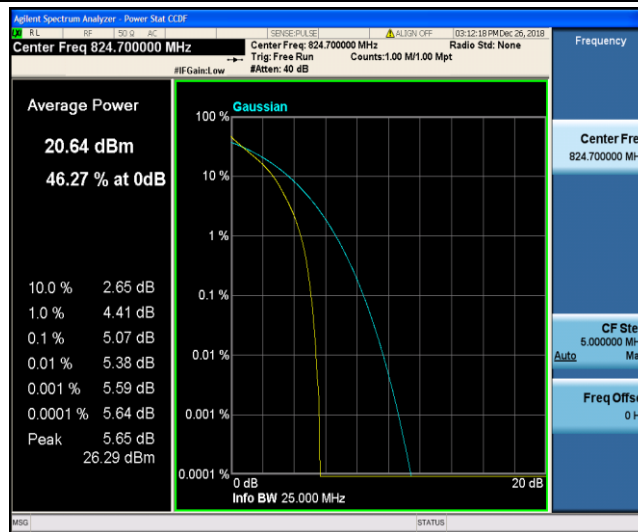 Agilent Spectrum Analyzer - Power Stat CCDF
RL RF 50 Ω AC SENSE:PULSE ALIGN OFF 03:12:18 PM Dec 26, 2018
Center Freq 824.700000 MHz
Center Freq: 824.700000 MHz Radio Std: None
Trig: Free Run Counts:1.00 M/1.00 Mpt
#IFGain:Low #Atten: 40 dB
Frequency
Average Power
20.64 dBm
46.27 % at 0dB
10.0 % 2.65 dB
1.0 % 4.41 dB
0.1 % 5.07 dB
0.01 % 5.38 dB
0.001 % 5.59 dB
0.0001 % 5.64 dB
Peak 5.65 dB
26.29 dBm
Gaussian
100 %
10 %
1 %
0.1 %
0.01 %
0.001 %
0.0001 %
0 dB 20 dB
Info BW 25.000 MHz
Center Fre
824.700000 MH
CF Ste
5.000000 MH
Auto Ma
Freq Offs
0 H
MSG STATUS